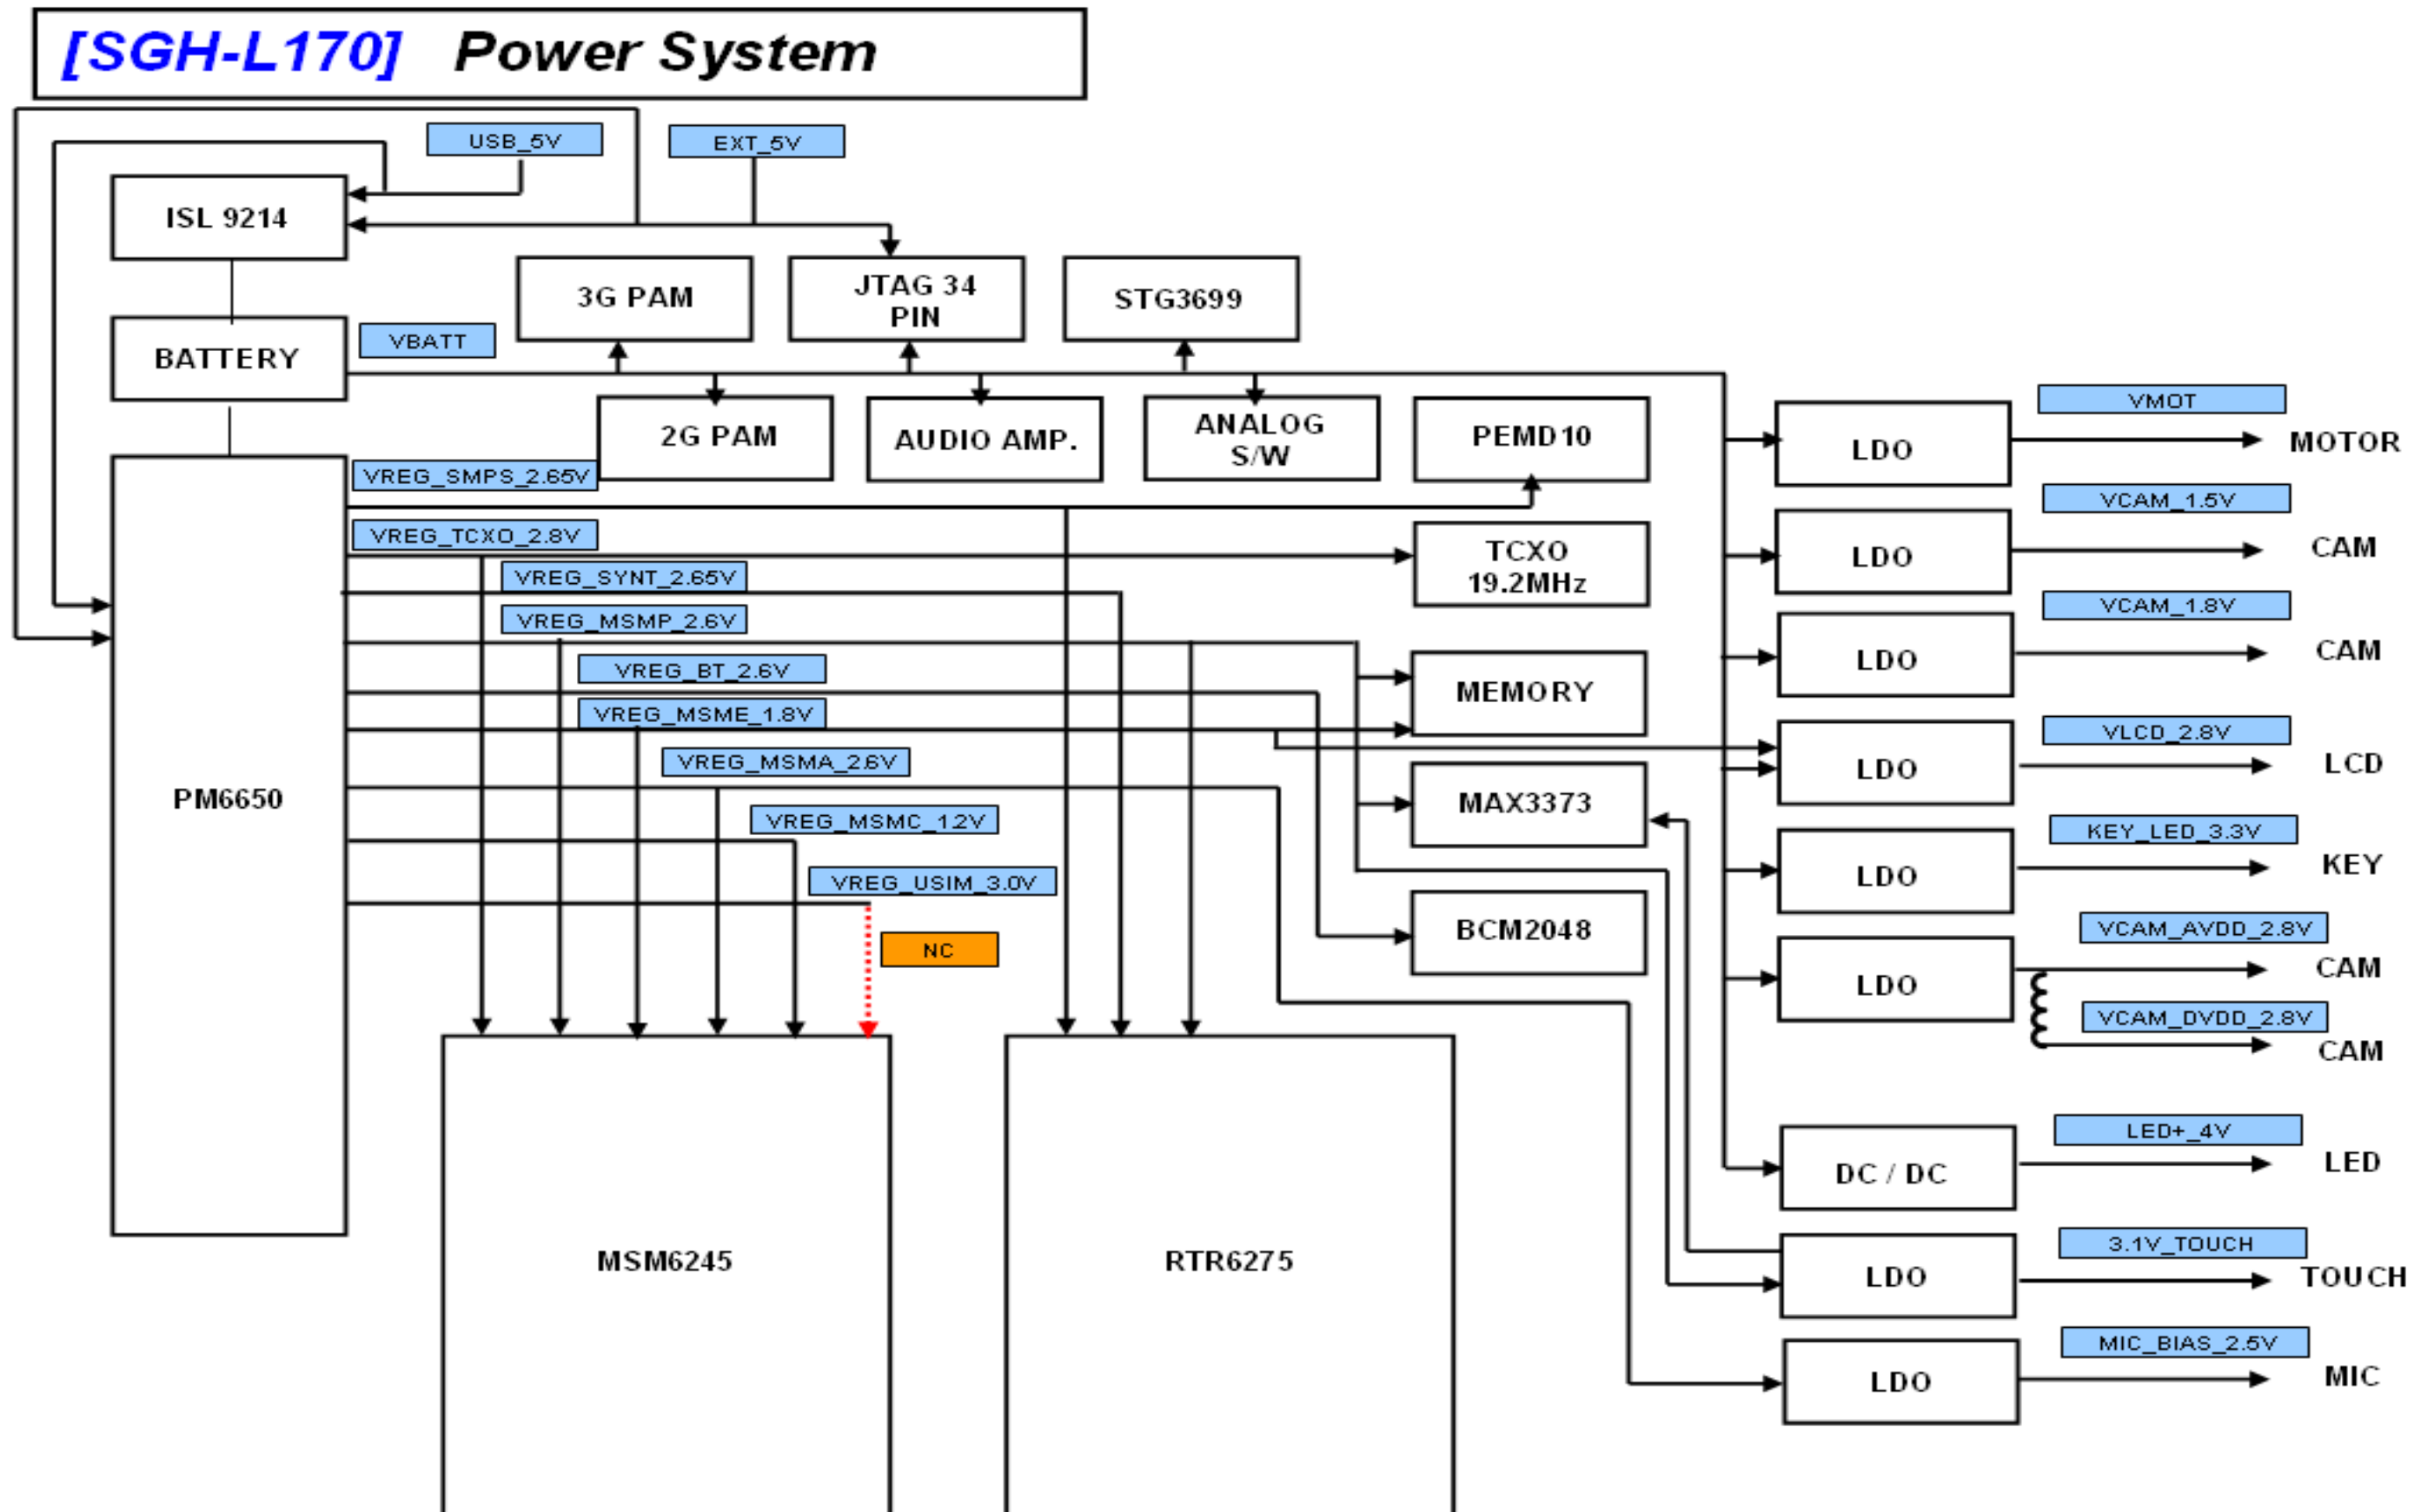 [SGH-L170] Power System
USB_5V
EXT_5V
ISL 9214
3G PAM
JTAG 34
PIN
STG3699
VBATT
BATTERY
2G PAM
AUDIO AMP.
ANALOG
S/W
PEMD10
LDO
VMOT
MOTOR
VREG_SMPS_2.65V
VREG_TCXO_2.8V
TCXO
19.2MHz
LDO
VCAM_1.5V
CAM
VREG_SYNT_2.65V
VREG_MSMP_2.6V
LDO
VCAM_1.8V
CAM
VREG_BT_2.6V
MEMORY
VREG_MSME_1.8V
LDO
VLCD_2.8V
LCD
VREG_MSMA_2.6V
PM6650
MAX3373
VREG_MSMC_1.2V
LDO
KEY_LED_3.3V
KEY
VREG_USIM_3.0V
NC
BCM2048
LDO
VCAM_AVDD_2.8V
CAM
VCAM_DVDD_2.8V
CAM
DC / DC
LED+_4V
LED
MSM6245
RTR6275
LDO
3.1V_TOUCH
TOUCH
LDO
MIC_BIAS_2.5V
MIC